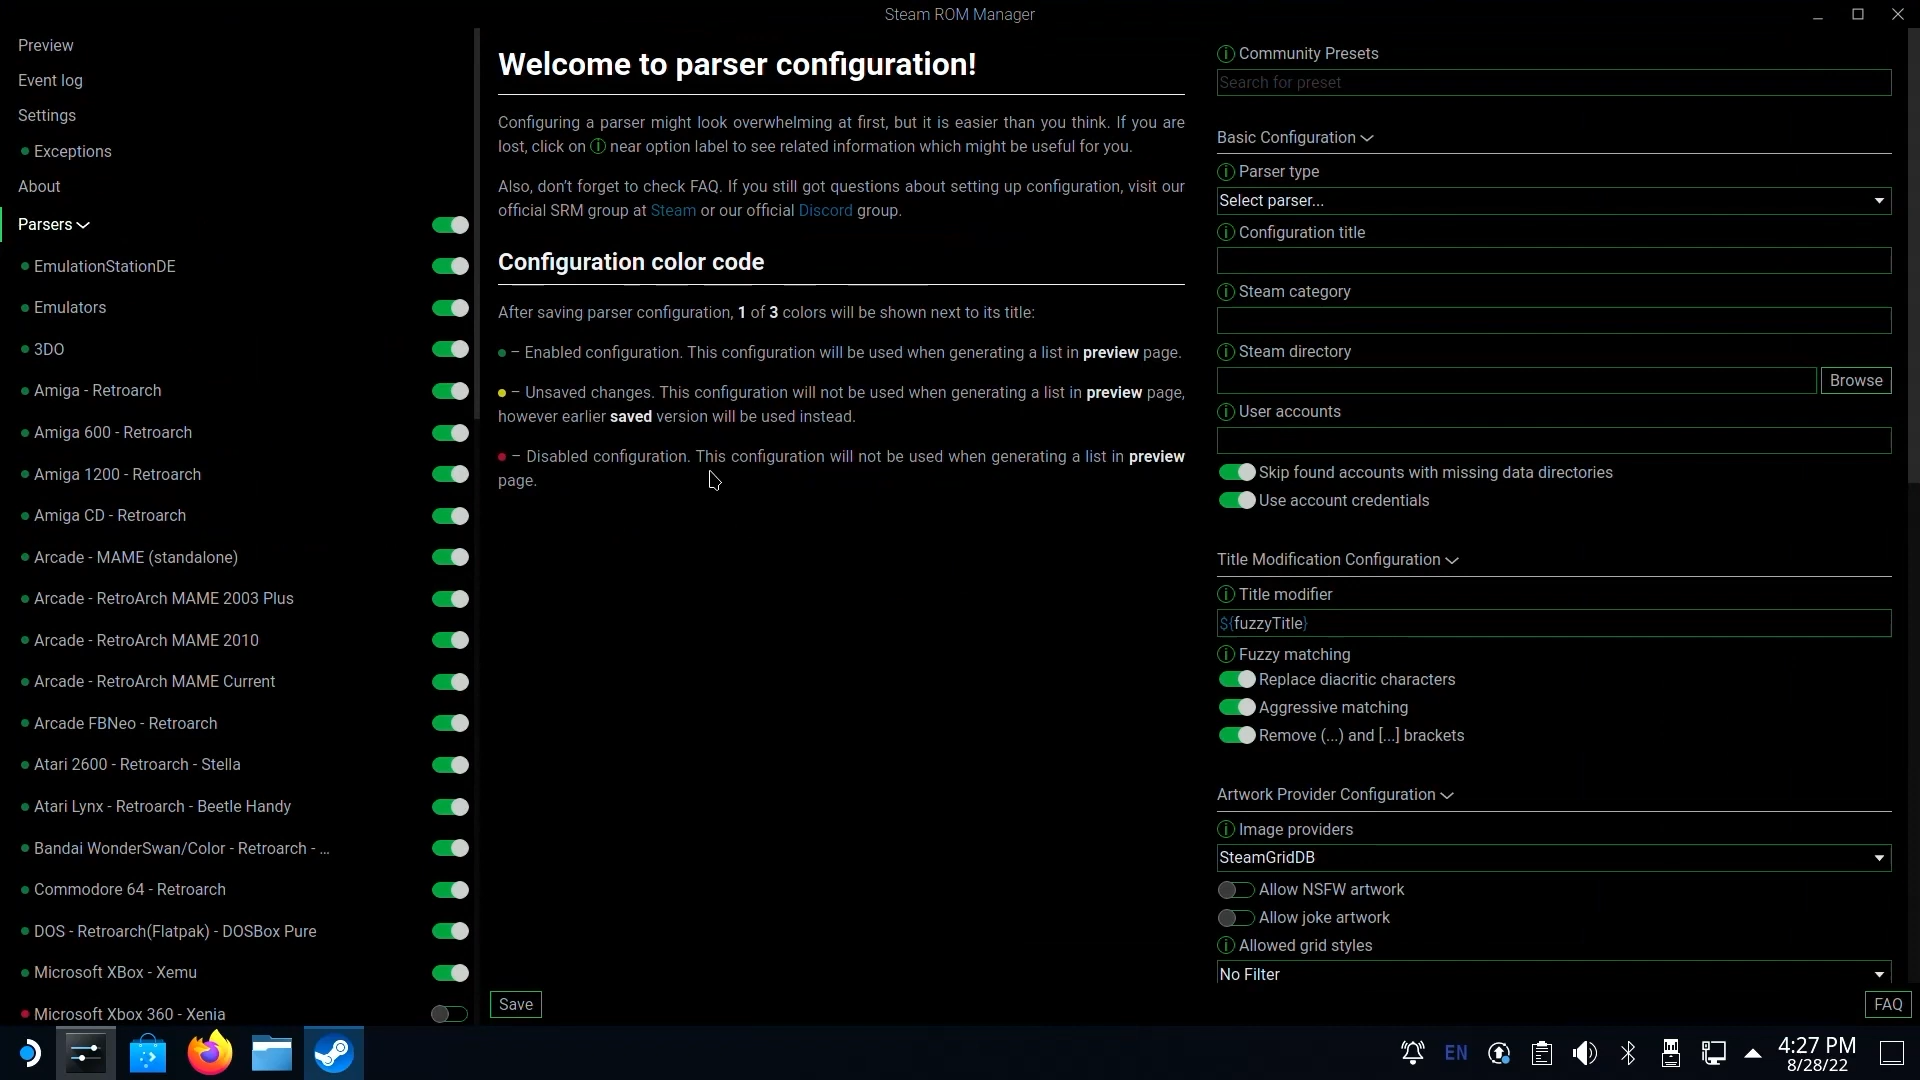 Steam ROM Manager
Preview
Event log
Settings
Exceptions
About
Parsers
EmulationStationDE
Emulators
3DO
Amiga - Retroarch
Amiga 600 - Retroarch
Amiga 1200 - Retroarch
Amiga CD - Retroarch
Arcade - MAME (standalone)
Arcade - RetroArch MAME 2003 Plus
Arcade - RetroArch MAME 2010
Arcade - RetroArch MAME Current
Arcade FBNeo - Retroarch
Atari 2600 - Retroarch - Stella
Atari Lynx - Retroarch - Beetle Handy
Bandai WonderSwan/Color - Retroarch - ...
Commodore 64 - Retroarch
DOS - Retroarch(Flatpak) - DOSBox Pure
Microsoft XBox - Xemu
Microsoft Xbox 360 - Xenia
Welcome to parser configuration!
Configuring a parser might look overwhelming at first, but it is easier than you think. If you are
lost, click on ⓘ near option label to see related information which might be useful for you.
Also, don't forget to check FAQ. If you still got questions about setting up configuration, visit our
official SRM group at Steam or our official Discord group.
Configuration color code
After saving parser configuration, 1 of 3 colors will be shown next to its title:
– Enabled configuration. This configuration will be used when generating a list in preview page.
– Unsaved changes. This configuration will not be used when generating a list in preview page,
however earlier saved version will be used instead.
– Disabled configuration. This configuration will not be used when generating a list in preview
page.
Save
Community Presets
Search for preset
Basic Configuration
Parser type
Select parser...
Configuration title
Steam category
Steam directory
Browse
User accounts
Skip found accounts with missing data directories
Use account credentials
Title Modification Configuration
Title modifier
${fuzzyTitle}
Fuzzy matching
Replace diacritic characters
Aggressive matching
Remove (...) and [...] brackets
Artwork Provider Configuration
Image providers
SteamGridDB
Allow NSFW artwork
Allow joke artwork
Allowed grid styles
No Filter
FAQ
EN
4:27 PM
8/28/22